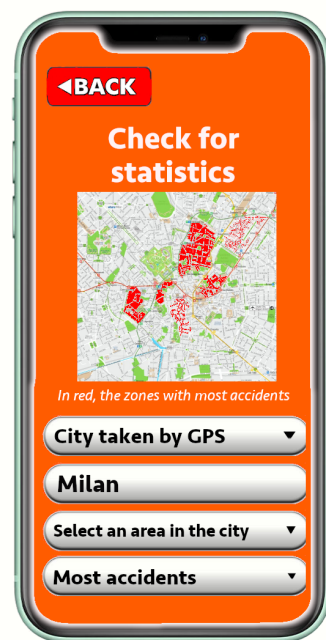 ◀BACK
Check for
statistics
In red, the zones with most accidents
City taken by GPS
Milan
Select an area in the city
Most accidents